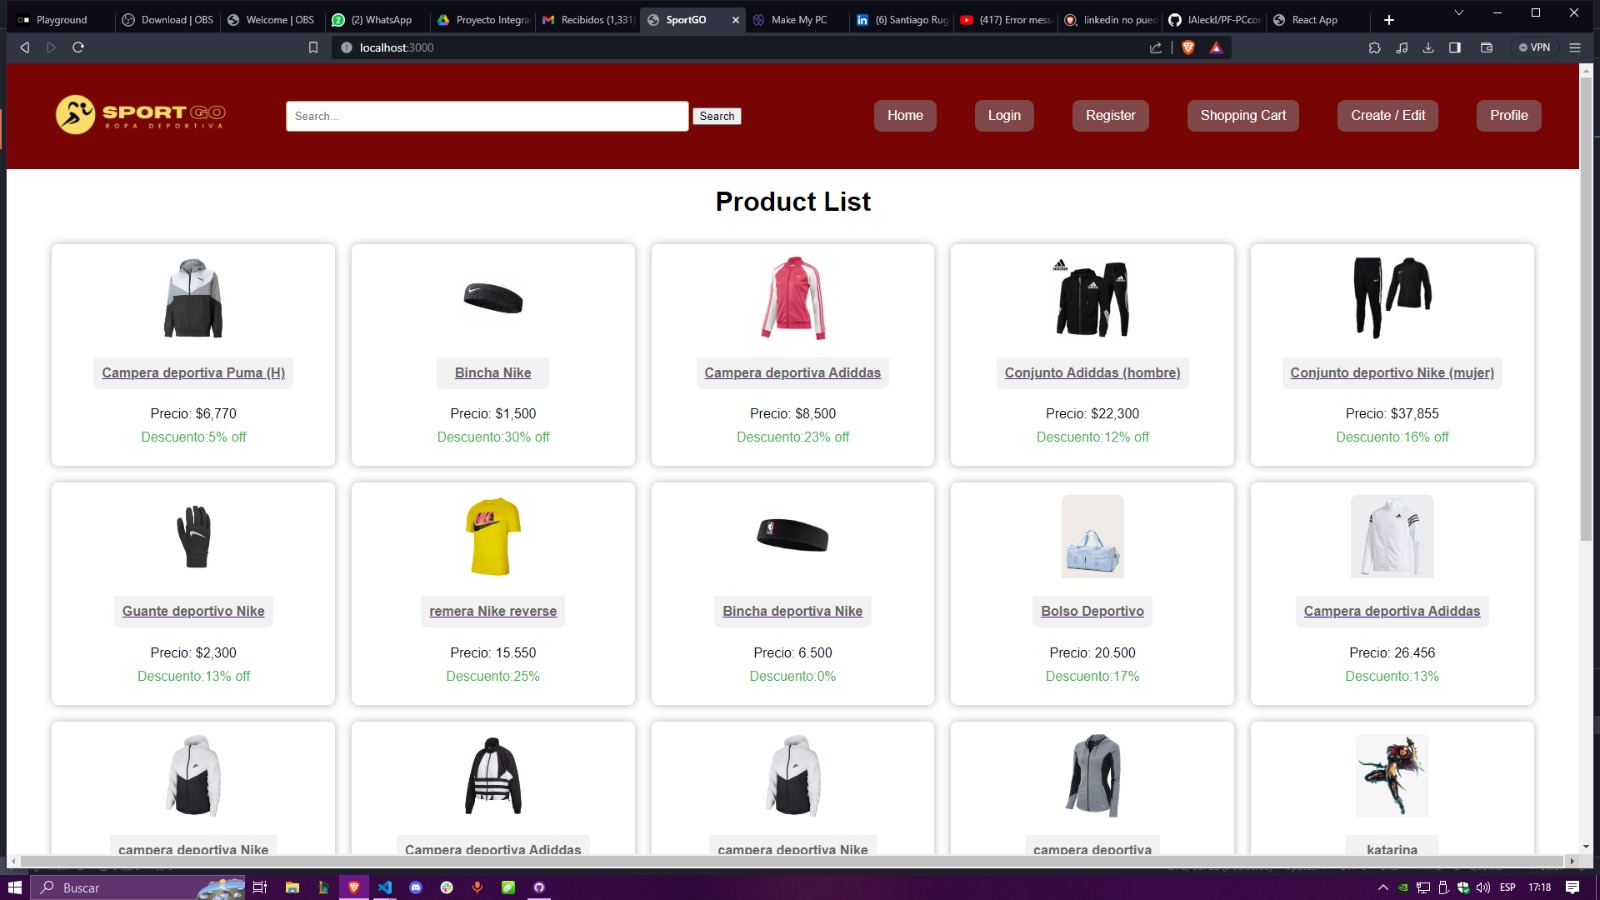 Playground
Download | OBS
Welcome | OBS
(2) WhatsApp
Proyecto Integra
Recibidos (1,331)
SportGO
Make My PC
(6) Santiago Rug
(417) Error mess
linkedin no pued
IAleckl/PF-PCcor
React App
localhost:3000
VPN
SPORT GO
ROPA DEPORTIVA
Search...
Search
Home
Login
Register
Shopping Cart
Create / Edit
Profile
Product List
Campera deportiva Puma (H)
Precio: $6,770
Descuento:5% off
Bincha Nike
Precio: $1,500
Descuento:30% off
Campera deportiva Adiddas
Precio: $8,500
Descuento:23% off
adidas
Conjunto Adiddas (hombre)
Precio: $22,300
Descuento:12% off
Conjunto deportivo Nike (mujer)
Precio: $37,855
Descuento:16% off
Guante deportivo Nike
Precio: $2,300
Descuento:13% off
NIKE
remera Nike reverse
Precio: 15.550
Descuento:25%
Bincha deportiva Nike
Precio: 6.500
Descuento:0%
Bolso Deportivo
Precio: 20.500
Descuento:17%
Campera deportiva Adiddas
Precio: 26.456
Descuento:13%
campera deportiva Nike
Campera deportiva Adiddas
campera deportiva Nike
campera deportiva
katarina
Buscar
ESP
17:18